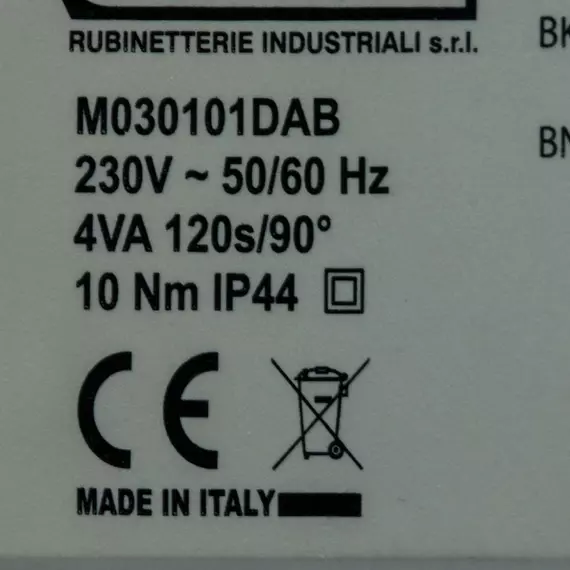 RUBINETTERIE INDUSTRIALI s.r.l.
M030101DAB
230V ~ 50/60 Hz
4VA 120s/90°
10 Nm IP44
CE
MADE IN ITALY
BK
BN